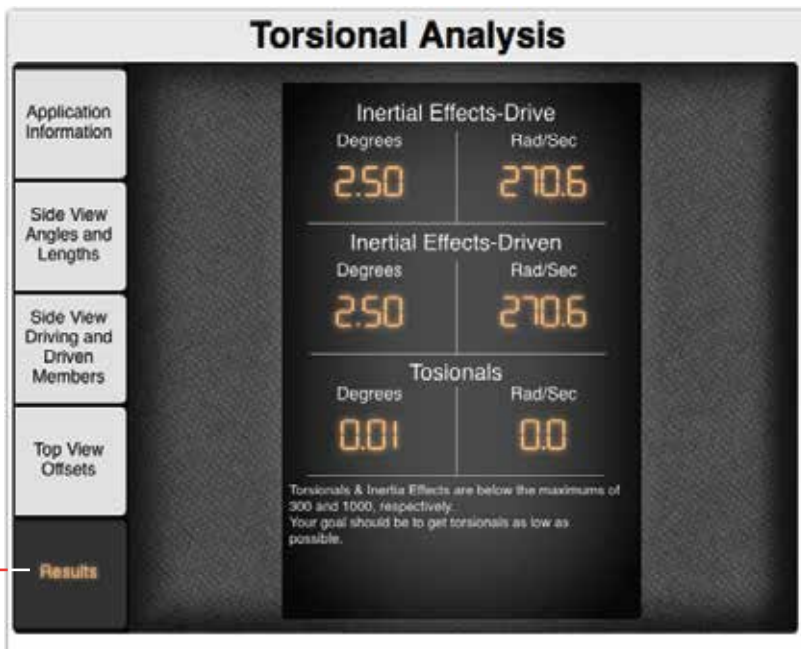 Torsional Analysis
Application
Information
Side View
Angles and
Lengths
Side View
Driving and
Driven
Members
Top View
Offsets
Results
Inertial Effects-Drive
Degrees Rad/Sec
2.50 270.6
Inertial Effects-Driven
Degrees Rad/Sec
2.50 270.6
Tosionals
Degrees Rad/Sec
0.01 0.0
Torsionals & Inertia Effects are below the maximums of
300 and 1000, respectively.
Your goal should be to get torsionals as low as
possible.